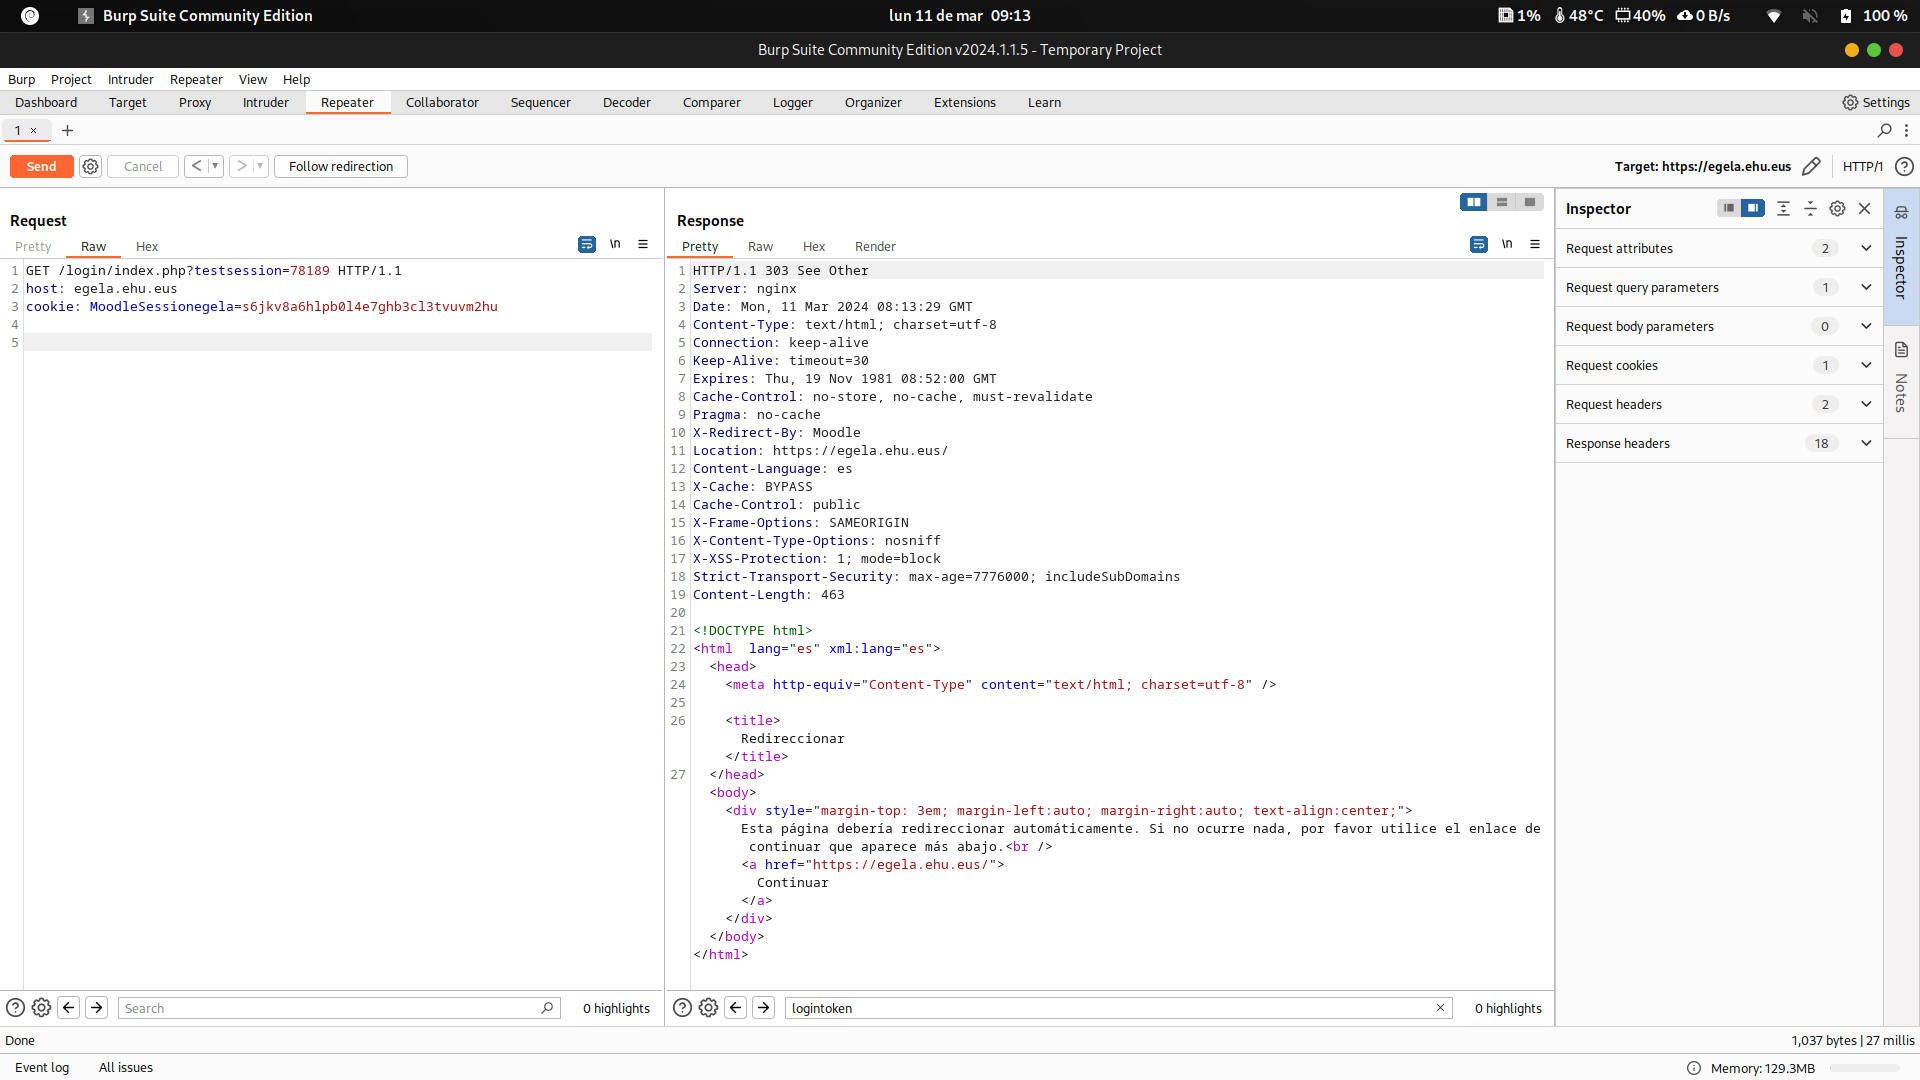 Burp Suite Community Edition
lun 11 de mar 09:13
1% 48°C 40% 0 B/s 100 %
Burp Suite Community Edition v2024.1.1.5 - Temporary Project
Burp Project Intruder Repeater View Help
Dashboard Target Proxy Intruder Repeater Collaborator Sequencer Decoder Comparer Logger Organizer Extensions Learn Settings
1 × +
Send Cancel < > Follow redirection Target: https://egela.ehu.eus HTTP/1 ?
Request
Pretty Raw Hex \n
1 GET /login/index.php?testsession=78189 HTTP/1.1
2 host: egela.ehu.eus
3 cookie: MoodleSessionegela=s6jkv8a6hlpb0l4e7ghb3cl3tvuvm2hu
4
5
Search 0 highlights
Response
Pretty Raw Hex Render \n
1 HTTP/1.1 303 See Other
2 Server: nginx
3 Date: Mon, 11 Mar 2024 08:13:29 GMT
4 Content-Type: text/html; charset=utf-8
5 Connection: keep-alive
6 Keep-Alive: timeout=30
7 Expires: Thu, 19 Nov 1981 08:52:00 GMT
8 Cache-Control: no-store, no-cache, must-revalidate
9 Pragma: no-cache
10 X-Redirect-By: Moodle
11 Location: https://egela.ehu.eus/
12 Content-Language: es
13 X-Cache: BYPASS
14 Cache-Control: public
15 X-Frame-Options: SAMEORIGIN
16 X-Content-Type-Options: nosniff
17 X-XSS-Protection: 1; mode=block
18 Strict-Transport-Security: max-age=7776000; includeSubDomains
19 Content-Length: 463
20
21 <!DOCTYPE html>
22 <html  lang="es" xml:lang="es">
23 <head>
24 <meta http-equiv="Content-Type" content="text/html; charset=utf-8" />
25
26 <title>
Redireccionar
</title>
27 </head>
<body>
<div style="margin-top: 3em; margin-left:auto; margin-right:auto; text-align:center;">
Esta página debería redireccionar automáticamente. Si no ocurre nada, por favor utilice el enlace de
continuar que aparece más abajo.<br />
<a href="https://egela.ehu.eus/">
Continuar
</a>
</div>
</body>
</html>
logintoken × 0 highlights
Inspector
Request attributes 2
Request query parameters 1
Request body parameters 0
Request cookies 1
Request headers 2
Response headers 18
Inspector
Notes
Done 1,037 bytes | 27 millis
Event log All issues Memory: 129.3MB